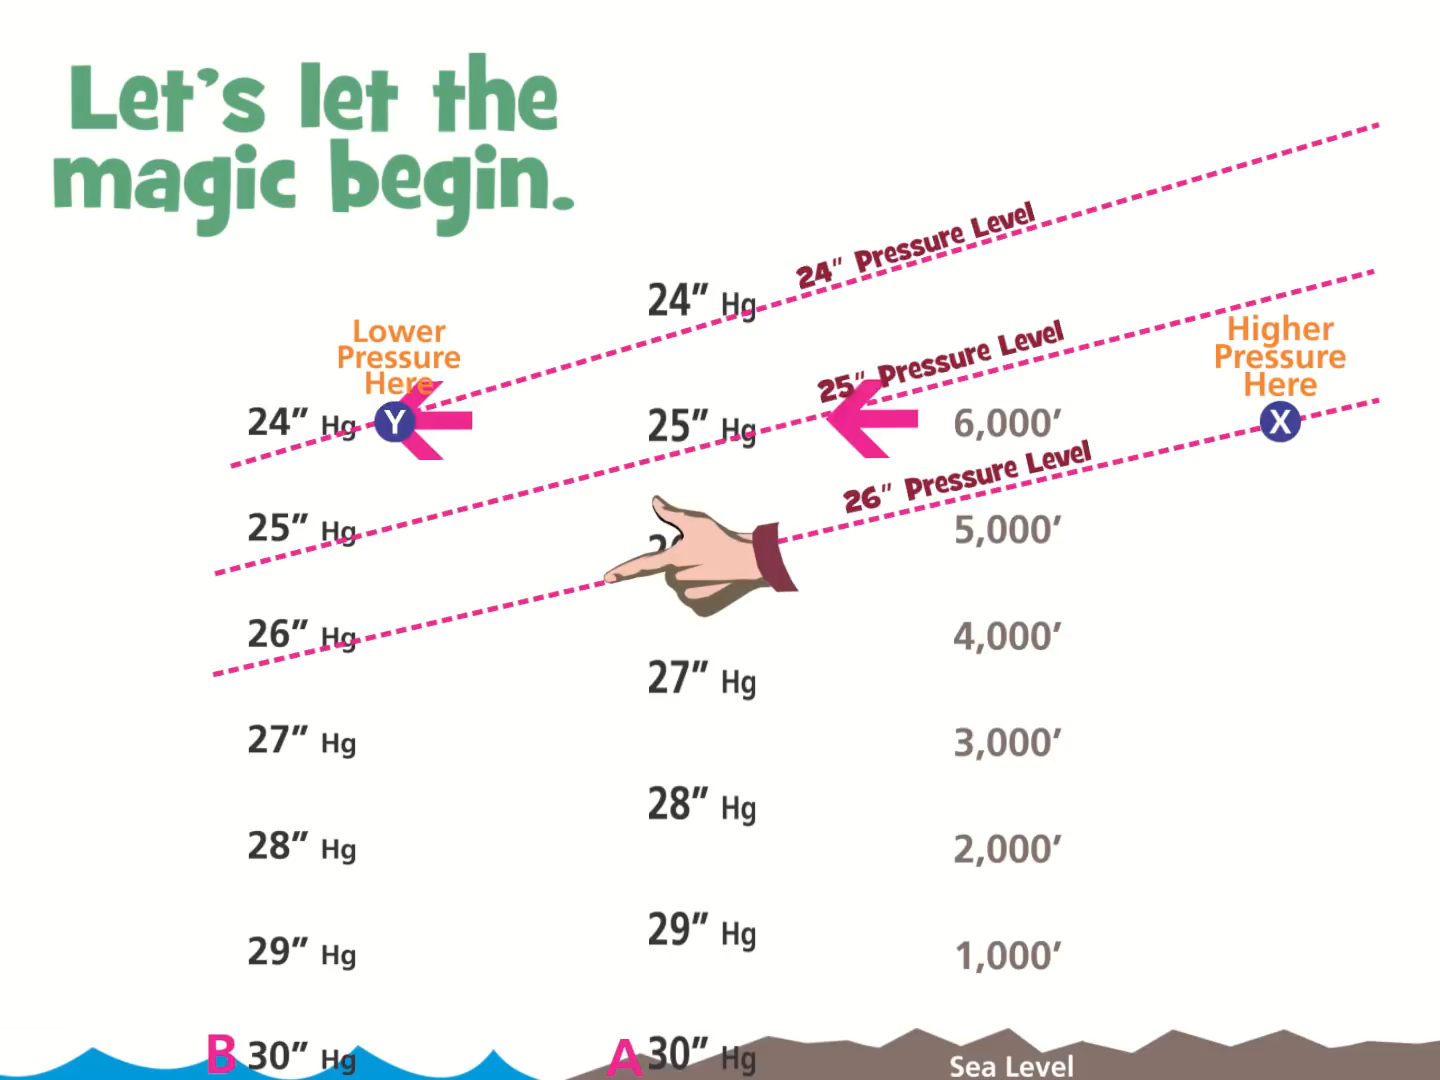 Let's let the
magic begin.
24" Pressure Level
24" Hg
25" Pressure Level
Lower
Pressure
Here
Higher
Pressure
Here
24" Hg
Y
25" Hg
6,000'
X
26" Pressure Level
25" Hg
5,000'
26" Hg
4,000'
27" Hg
27" Hg
3,000'
28" Hg
28" Hg
2,000'
29" Hg
29" Hg
1,000'
B 30" Hg
A 30" Hg
Sea Level